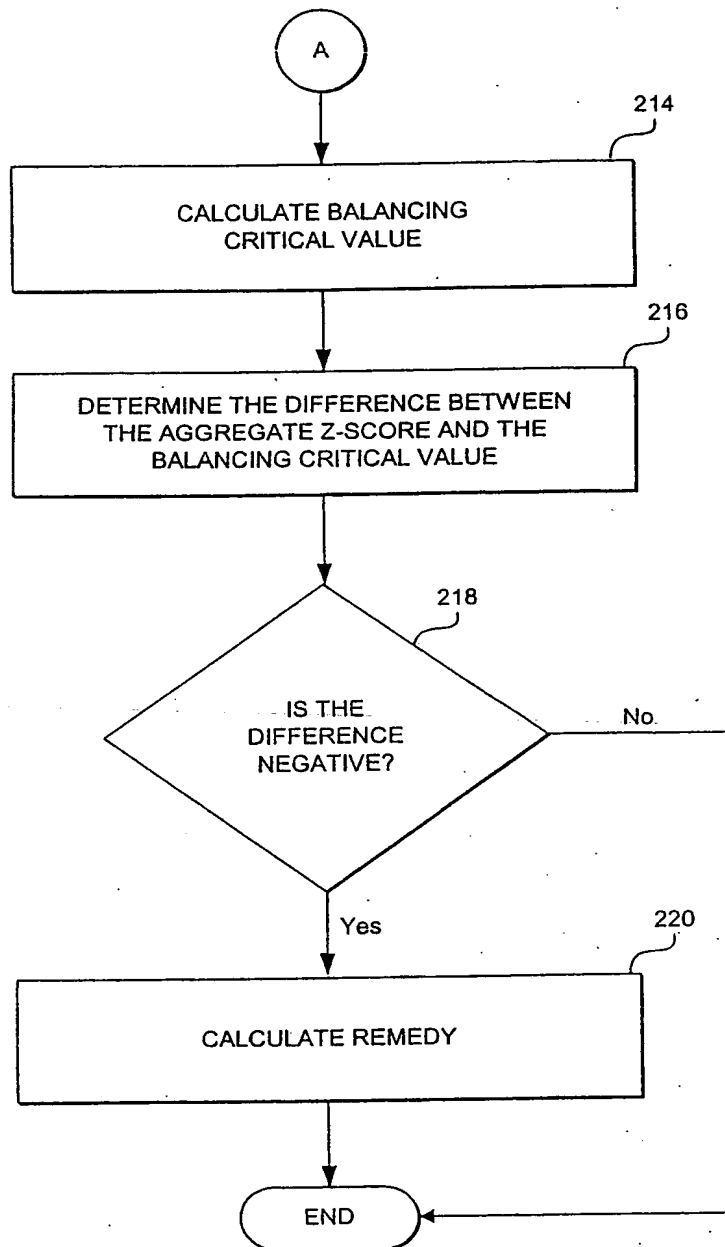 A
214
CALCULATE BALANCING
CRITICAL VALUE
216
DETERMINE THE DIFFERENCE BETWEEN
THE AGGREGATE Z-SCORE AND THE
BALANCING CRITICAL VALUE
218
IS THE
DIFFERENCE
NEGATIVE?
No
Yes
220
CALCULATE REMEDY
END